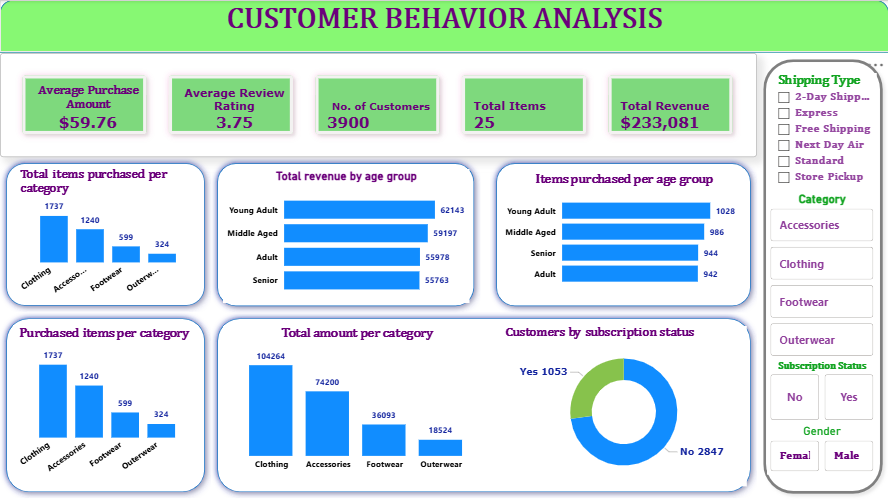 CUSTOMER BEHAVIOR ANALYSIS
Average Purchase
Amount
$59.76
Average Review
Rating
3.75
No. of Customers
3900
Total Items
25
Total Revenue
$233,081
Total items purchased per
category
1737
1240
599
324
Clothing
Accesso...
Footwear
Outerw...
Total revenue by age group
Young Adult 62143
Middle Aged 59197
Adult 55978
Senior 55763
Items purchased per age group
Young Adult 1028
Middle Aged 986
Senior 944
Adult 942
Purchased items per category
1737
1240
599
324
Clothing
Accessories
Footwear
Outerwear
Total amount per category
104264
74200
36093
18524
Clothing
Accessories
Footwear
Outerwear
Customers by subscription status
Yes 1053
No 2847
Shipping Type
2-Day Shipp...
Express
Free Shipping
Next Day Air
Standard
Store Pickup
Category
Accessories
Clothing
Footwear
Outerwear
Subscription Status
No
Yes
Gender
Femal
Male